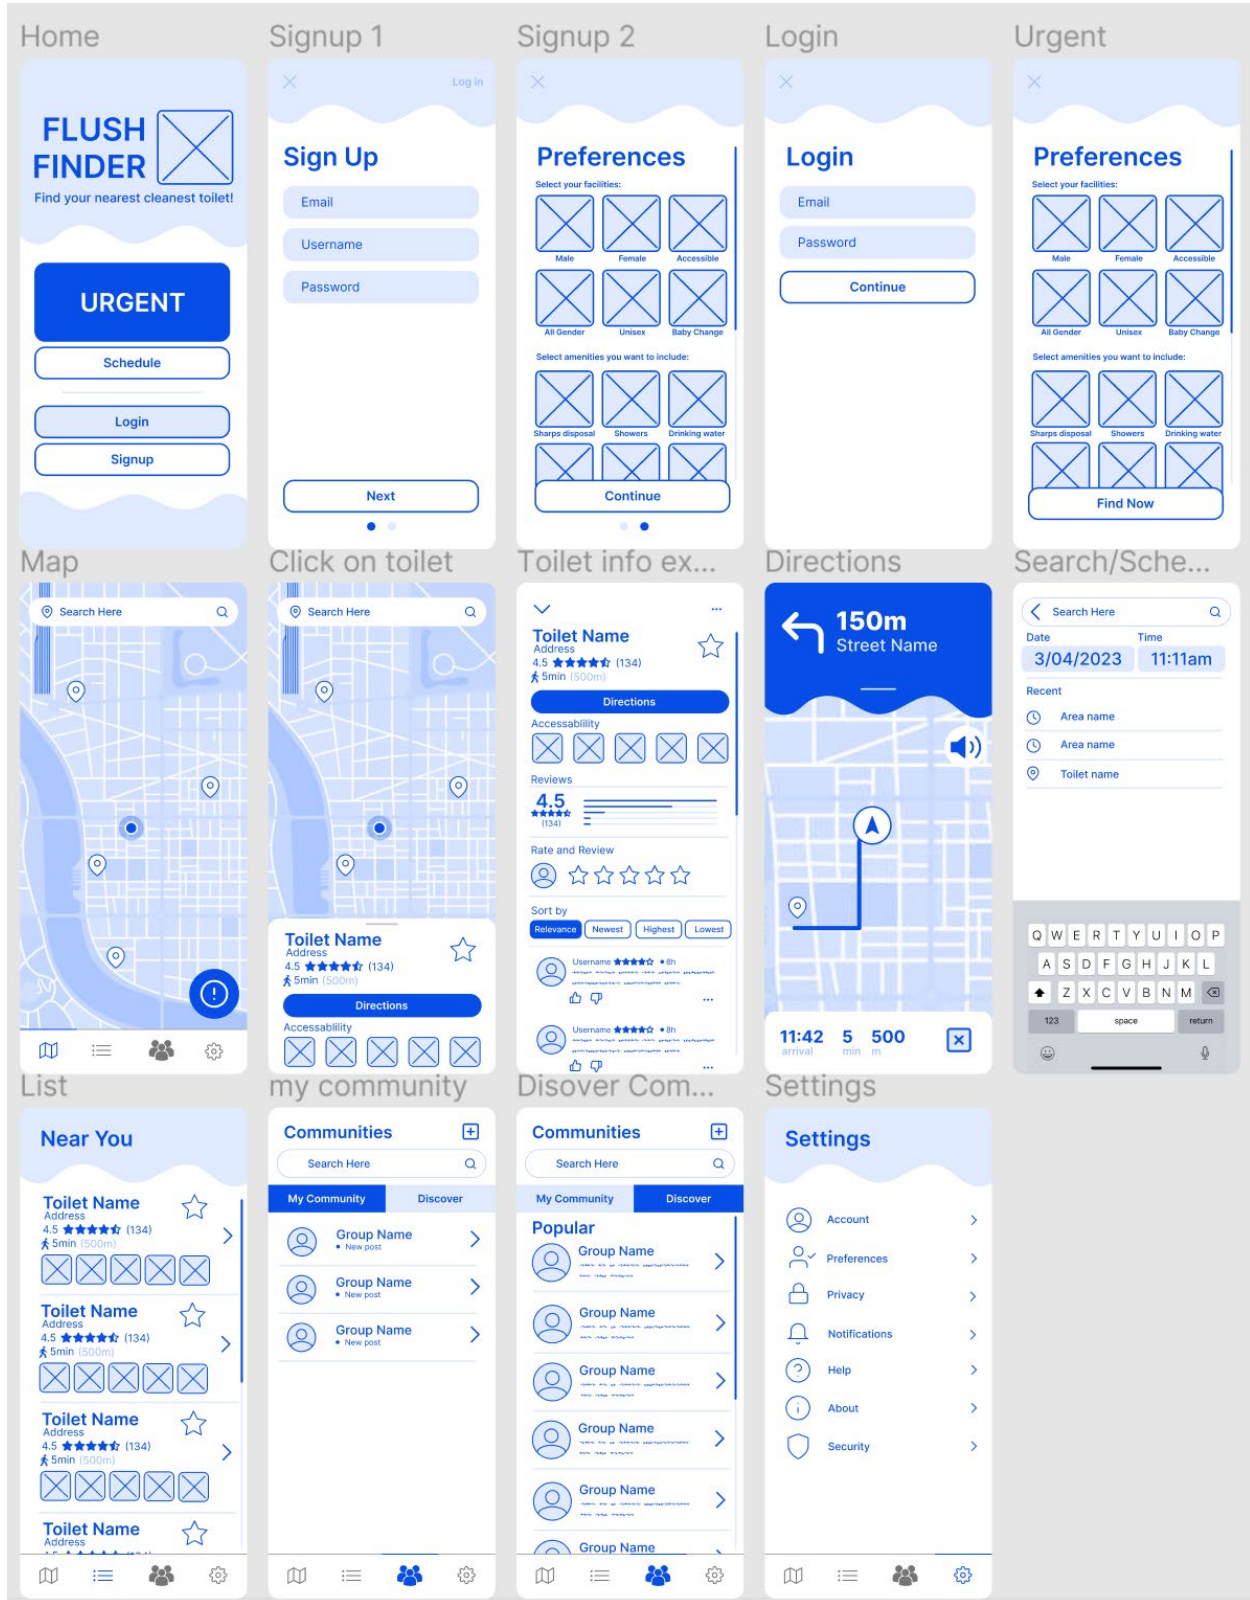 Home
FLUSH
FINDER
Find your nearest cleanest toilet!
URGENT
Schedule
Login
Signup
Signup 1
Log in
Sign Up
Email
Username
Password
Next
Signup 2
Preferences
Select your facilities:
Male Female Accessible
All Gender Unisex Baby Change
Select amenities you want to include:
Sharps disposal Showers Drinking water
Continue
Login
Login
Email
Password
Continue
Urgent
Preferences
Select your facilities:
Male Female Accessible
All Gender Unisex Baby Change
Select amenities you want to include:
Sharps disposal Showers Drinking water
Find Now
Map
Search Here
Click on toilet
Search Here
Toilet Name
Address
4.5 (134)
5min (500m)
Directions
Accessablility
Toilet info ex...
...
Toilet Name
Address
4.5 (134)
5min (500m)
Directions
Accessablility
Reviews
4.5
(134)
Rate and Review
Sort by
Relevance Newest Highest Lowest
Username • 8h
...
Username • 8h
...
Directions
150m
Street Name
11:42 5 500
arrival min m
Search/Sche...
Search Here
Date Time
3/04/2023 11:11am
Recent
Area name
Area name
Toilet name
Q W E R T Y U I O P
A S D F G H J K L
Z X C V B N M
123 space return
List
Near You
Toilet Name
Address
4.5 (134)
5min (500m)
Toilet Name
Address
4.5 (134)
5min (500m)
Toilet Name
Address
4.5 (134)
5min (500m)
Toilet Name
Address
my community
Communities
Search Here
My Community Discover
Group Name
• New post
Group Name
• New post
Group Name
• New post
Disover Com...
Communities
Search Here
My Community Discover
Popular
Group Name
Group Name
Group Name
Group Name
Group Name
Group Name
Settings
Settings
Account
Preferences
Privacy
Notifications
Help
About
Security